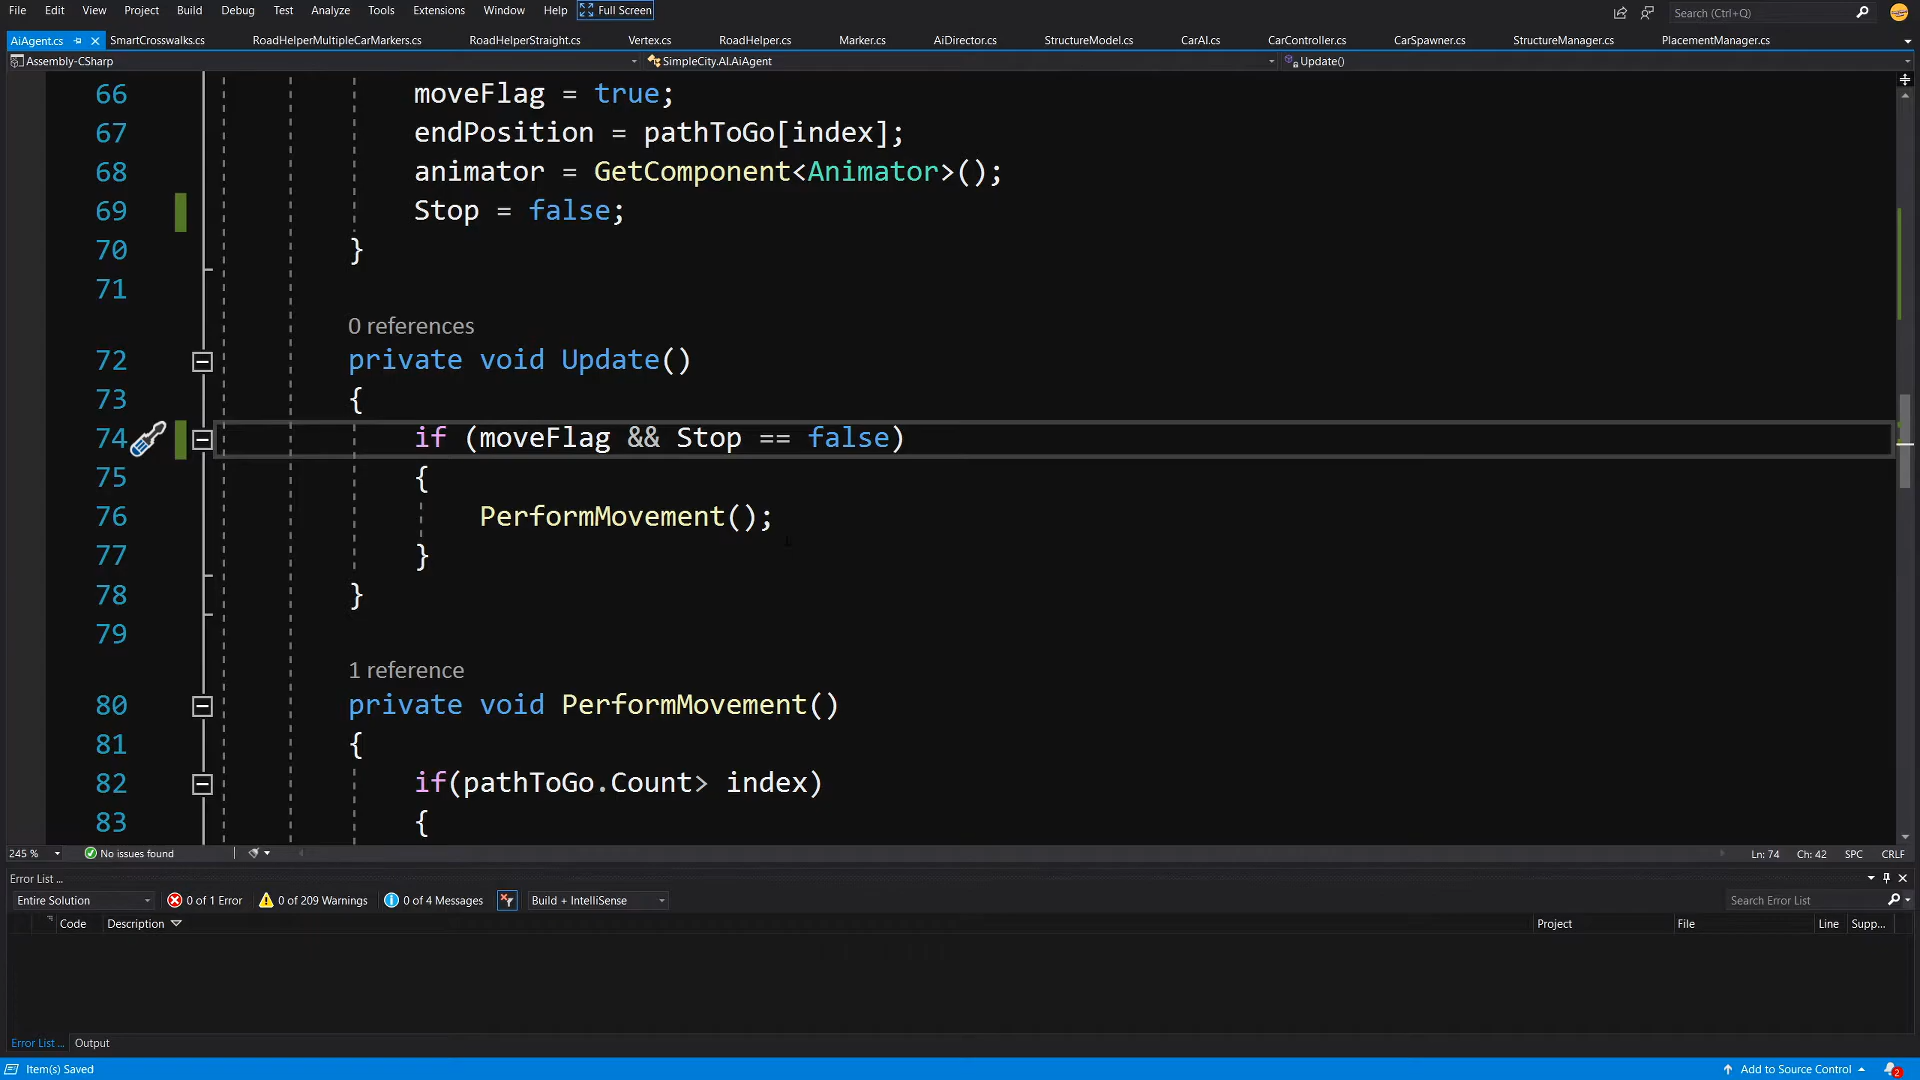 File Edit View Project Build Debug Test Analyze Tools Extensions Window Help Full Screen Search (Ctrl+Q)
AiAgent.cs SmartCrosswalks.cs RoadHelperMultipleCarMarkers.cs RoadHelperStraight.cs Vertex.cs RoadHelper.cs Marker.cs AiDirector.cs StructureModel.cs CarAI.cs CarController.cs CarSpawner.cs StructureManager.cs PlacementManager.cs
Assembly-CSharp SimpleCity.AI.AiAgent Update()
66 moveFlag = true;
67 endPosition = pathToGo[index];
68 animator = GetComponent<Animator>();
69 Stop = false;
70 }
71
0 references
72 private void Update()
73 {
74 if (moveFlag && Stop == false)
75 {
76 PerformMovement();
77 }
78 }
79
1 reference
80 private void PerformMovement()
81 {
82 if(pathToGo.Count> index)
83 {
245 % No issues found Ln: 74 Ch: 42 SPC CRLF
Error List ...
Entire Solution 0 of 1 Error 0 of 209 Warnings 0 of 4 Messages Build + IntelliSense Search Error List
Code Description Project File Line Supp...
Error List ... Output
Item(s) Saved Add to Source Control 2